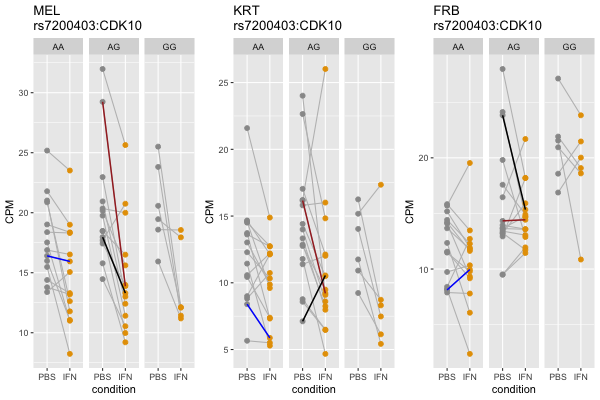 MEL
rs7200403:CDK10
AA AG GG
30
25
20
15
10
CPM
PBS IFN PBS IFN PBS IFN
condition
KRT
rs7200403:CDK10
AA AG GG
25
20
15
10
5
CPM
PBS IFN PBS IFN PBS IFN
condition
FRB
rs7200403:CDK10
AA AG GG
20
10
CPM
PBS IFN PBS IFN PBS IFN
condition